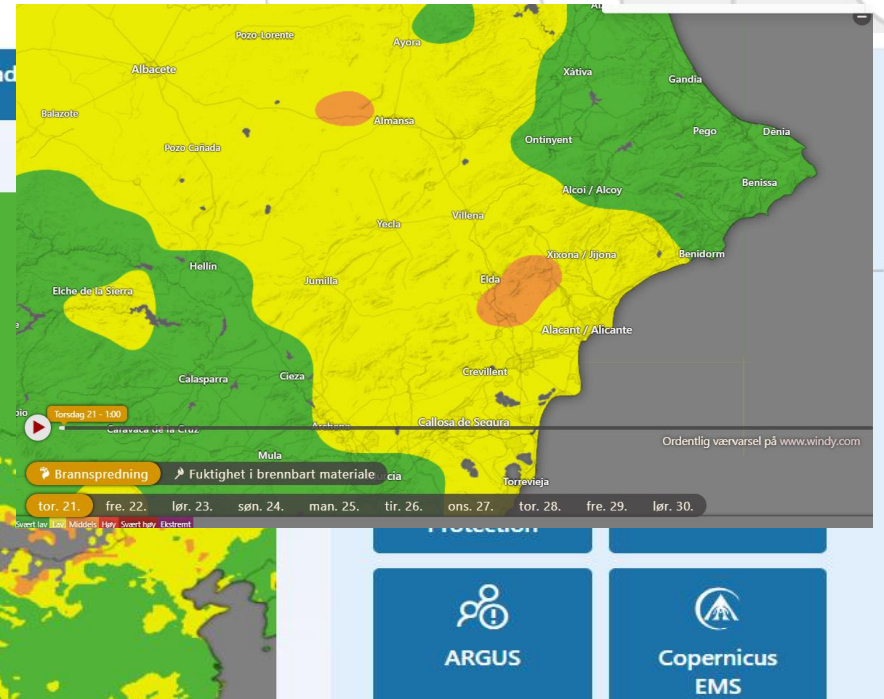 Pozo-Lorente
Ayora
Albacete
Xàtiva
Gandia
Balazote
Almansa
Pozo Cañada
Ontinyent
Pego
Dénia
Benissa
Alcoi / Alcoy
Yecla
Villena
Hellín
Xixona / Jijona
Benidorm
Elche de la Sierra
Jumilla
Elda
Alacant / Alicante
Calasparra
Cieza
Crevillent
Torsdag 21 - 1:00
Caravaca de la Cruz
Archena
Callosa de Segura
Ordentlig værvarsel på www.windy.com
Mula
Brannspredning
Fuktighet i brennbart materiale
Torrevieja
tor. 21. fre. 22. lør. 23. søn. 24. man. 25. tir. 26. ons. 27. tor. 28. fre. 29. lør. 30.
Svært lav Lav Middels Høy Svært høy Ekstremt
Protection
ARGUS
Copernicus
EMS